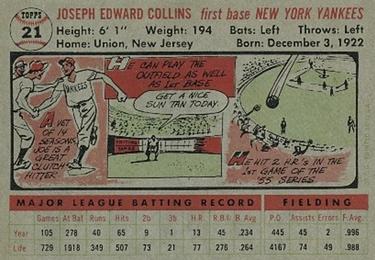 TOPPS
21
JOSEPH EDWARD COLLINS first base NEW YORK YANKEES
Height: 6' 1" Weight: 194 Bats: Left Throws: Left
Home: Union, New Jersey Born: December 3, 1922
YANKEES
A VET OF 14 SEASONS, JOE IS A GREAT CLUTCH HITTER.
HE CAN PLAY THE OUTFIELD AS WELL AS 1ST BASE.
GET A NICE SUN TAN TODAY.
HE HIT 2 H.R.'s IN THE 1ST GAME OF THE '55 SERIES.
MAJOR LEAGUE BATTING RECORD FIELDING
Games At Bat Runs Hits 2b 3b H.R. R.B.I. B. Avg. P.O. Assists Errors F. Avg.
Year 105 278 40 65 9 1 13 45 .234 447 37 2 .996
Life 729 1918 349 507 73 21 77 276 .264 4167 74 49 .988